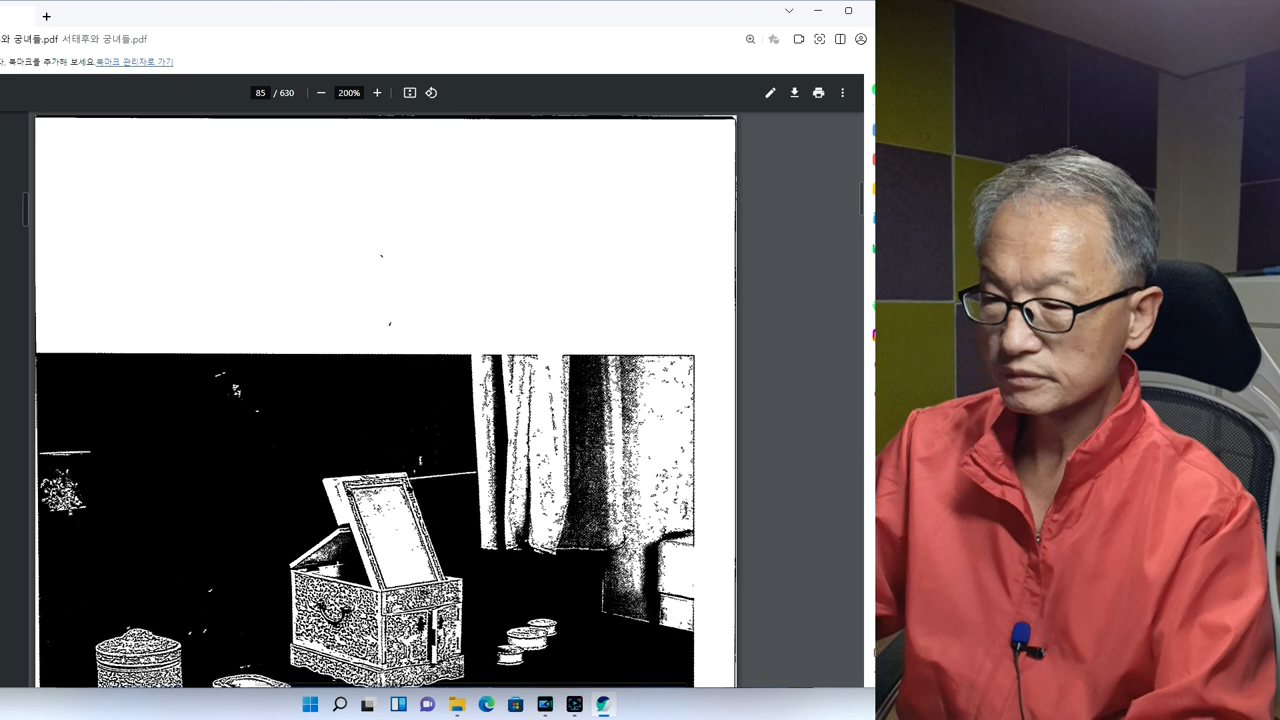 와 궁녀들.pdf 서태후와 궁녀들.pdf
다. 북마크를 추가해 보세요.북마크 관리자로 가기
85 / 630
200%